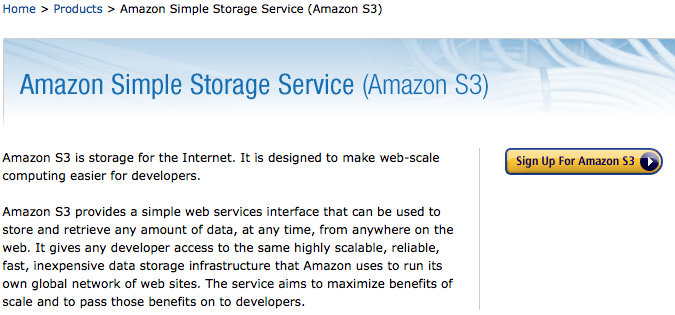 Home > Products > Amazon Simple Storage Service (Amazon S3)
Amazon Simple Storage Service (Amazon S3)
Amazon S3 is storage for the Internet. It is designed to make web-scale
computing easier for developers.
Sign Up For Amazon S3
Amazon S3 provides a simple web services interface that can be used to
store and retrieve any amount of data, at any time, from anywhere on the
web. It gives any developer access to the same highly scalable, reliable,
fast, inexpensive data storage infrastructure that Amazon uses to run its
own global network of web sites. The service aims to maximize benefits of
scale and to pass those benefits on to developers.